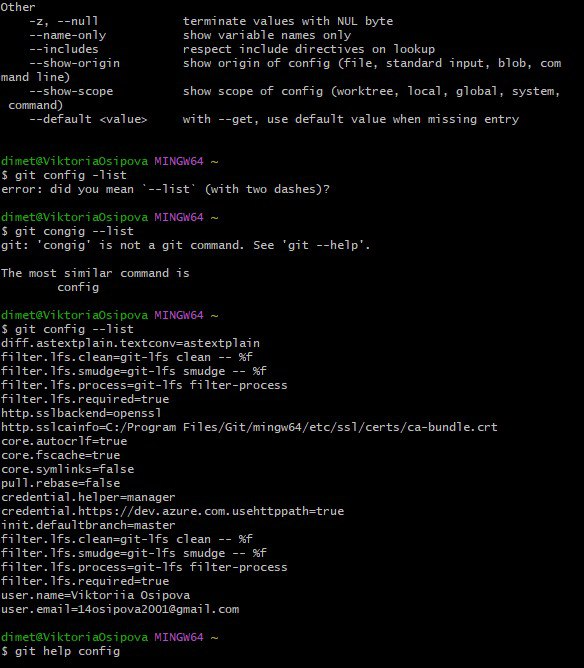 Other
    -z, --null            terminate values with NUL byte
    --name-only           show variable names only
    --includes            respect include directives on lookup
    --show-origin         show origin of config (file, standard input, blob, com
mand line)
    --show-scope          show scope of config (worktree, local, global, system,
 command)
    --default <value>     with --get, use default value when missing entry
dimet@ViktoriaOsipova MINGW64 ~
$ git config -list
error: did you mean `--list` (with two dashes)?
dimet@ViktoriaOsipova MINGW64 ~
$ git congig --list
git: 'congig' is not a git command. See 'git --help'.
The most similar command is
        config
dimet@ViktoriaOsipova MINGW64 ~
$ git config --list
diff.astextplain.textconv=astextplain
filter.lfs.clean=git-lfs clean -- %f
filter.lfs.smudge=git-lfs smudge -- %f
filter.lfs.process=git-lfs filter-process
filter.lfs.required=true
http.sslbackend=openssl
http.sslcainfo=C:/Program Files/Git/mingw64/etc/ssl/certs/ca-bundle.crt
core.autocrlf=true
core.fscache=true
core.symlinks=false
pull.rebase=false
credential.helper=manager
credential.https://dev.azure.com.usehttppath=true
init.defaultbranch=master
filter.lfs.clean=git-lfs clean -- %f
filter.lfs.smudge=git-lfs smudge -- %f
filter.lfs.process=git-lfs filter-process
filter.lfs.required=true
user.name=Viktoriia Osipova
user.email=14osipova2001@gmail.com
dimet@ViktoriaOsipova MINGW64 ~
$ git help config